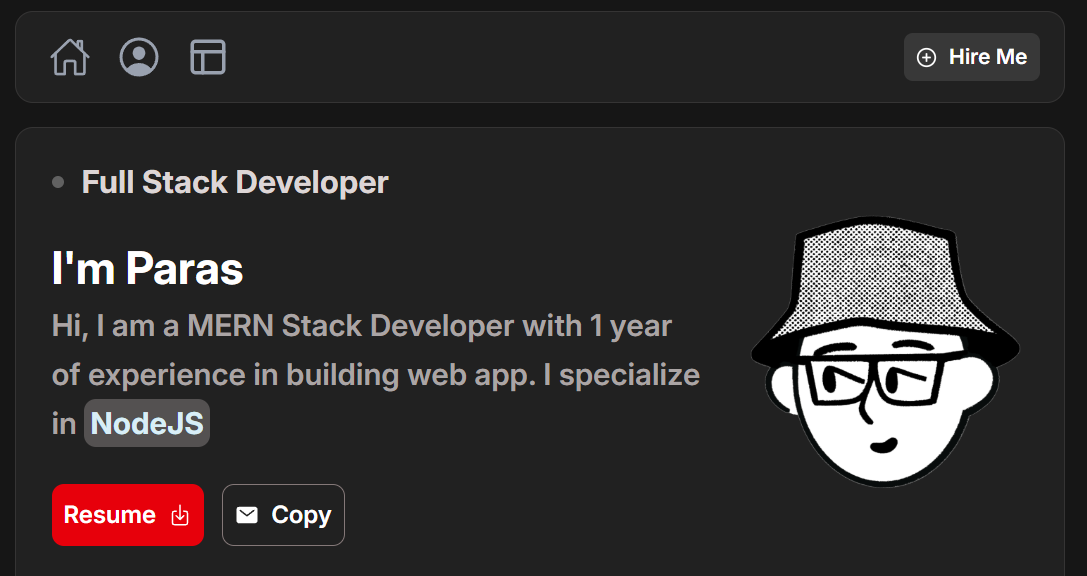 Hire Me
Full Stack Developer
I'm Paras
Hi, I am a MERN Stack Developer with 1 year
of experience in building web app. I specialize
in NodeJS
Resume
Copy